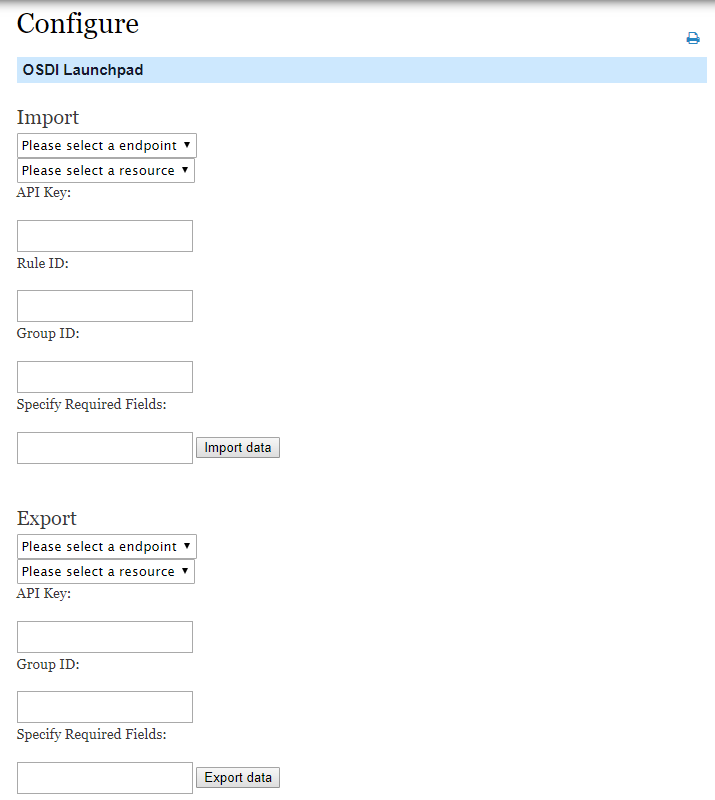 Configure
OSDI Launchpad
Import
Please select a endpoint
Please select a resource
API Key:
Rule ID:
Group ID:
Specify Required Fields:
Import data
Export
Please select a endpoint
Please select a resource
API Key:
Group ID:
Specify Required Fields:
Export data